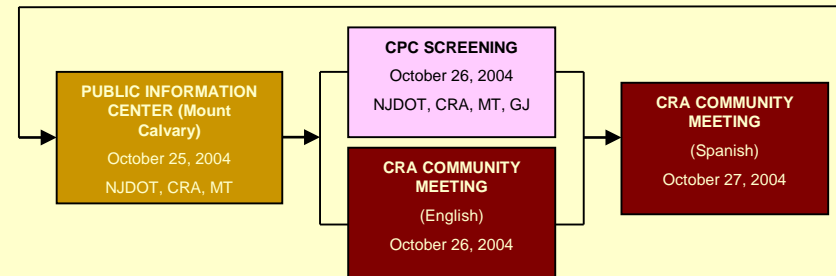 PUBLIC INFORMATION
CENTER (Mount
Calvary)
October 25, 2004
NJDOT, CRA, MT
CPC SCREENING
October 26, 2004
NJDOT, CRA, MT, GJ
CRA COMMUNITY
MEETING
(English)
October 26, 2004
CRA COMMUNITY
MEETING
(Spanish)
October 27, 2004